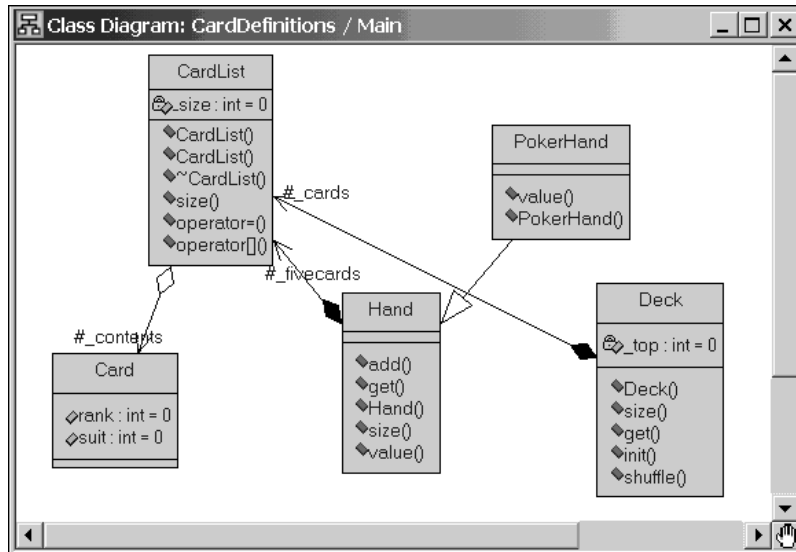 Class Diagram: CardDefinitions / Main
CardList
_size : int = 0
CardList()
CardList()
~CardList()
size()
operator=()
operator[]()
PokerHand
value()
PokerHand()
#_cards
#_fivecards
#_contents
Hand
add()
get()
Hand()
size()
value()
Deck
_top : int = 0
Deck()
size()
get()
init()
shuffle()
Card
rank : int = 0
suit : int = 0